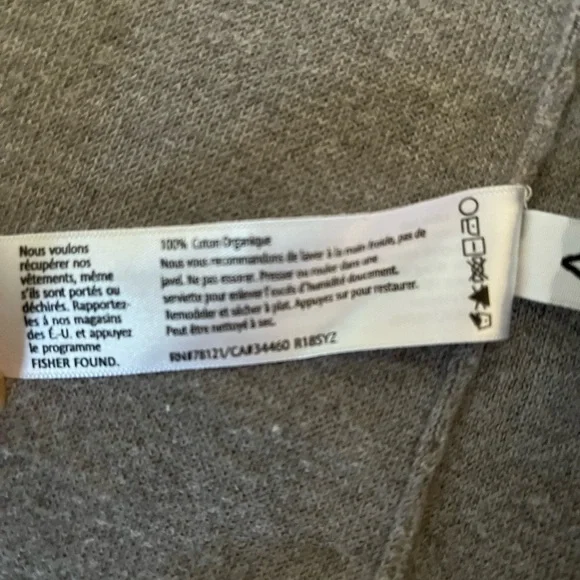 Nous voulons
récupérer nos
vêtements, même
s'ils sont portés ou
déchirés. Rapportez-
les à nos magasins
des É.-U. et appuyez
le programme
FISHER FOUND.
100% Coton Organique
Nous vous recommandons de laver à la main froide, pas de
javel. Ne pas essorer. Presser ou rouler dans une
serviette pour enlever l'excès d'humidité doucement.
Remodeler et sécher à plat. Appuyez sur pour restaurer.
Peut être nettoyé à sec.
RN#78121/CA#34460 R18SYZ